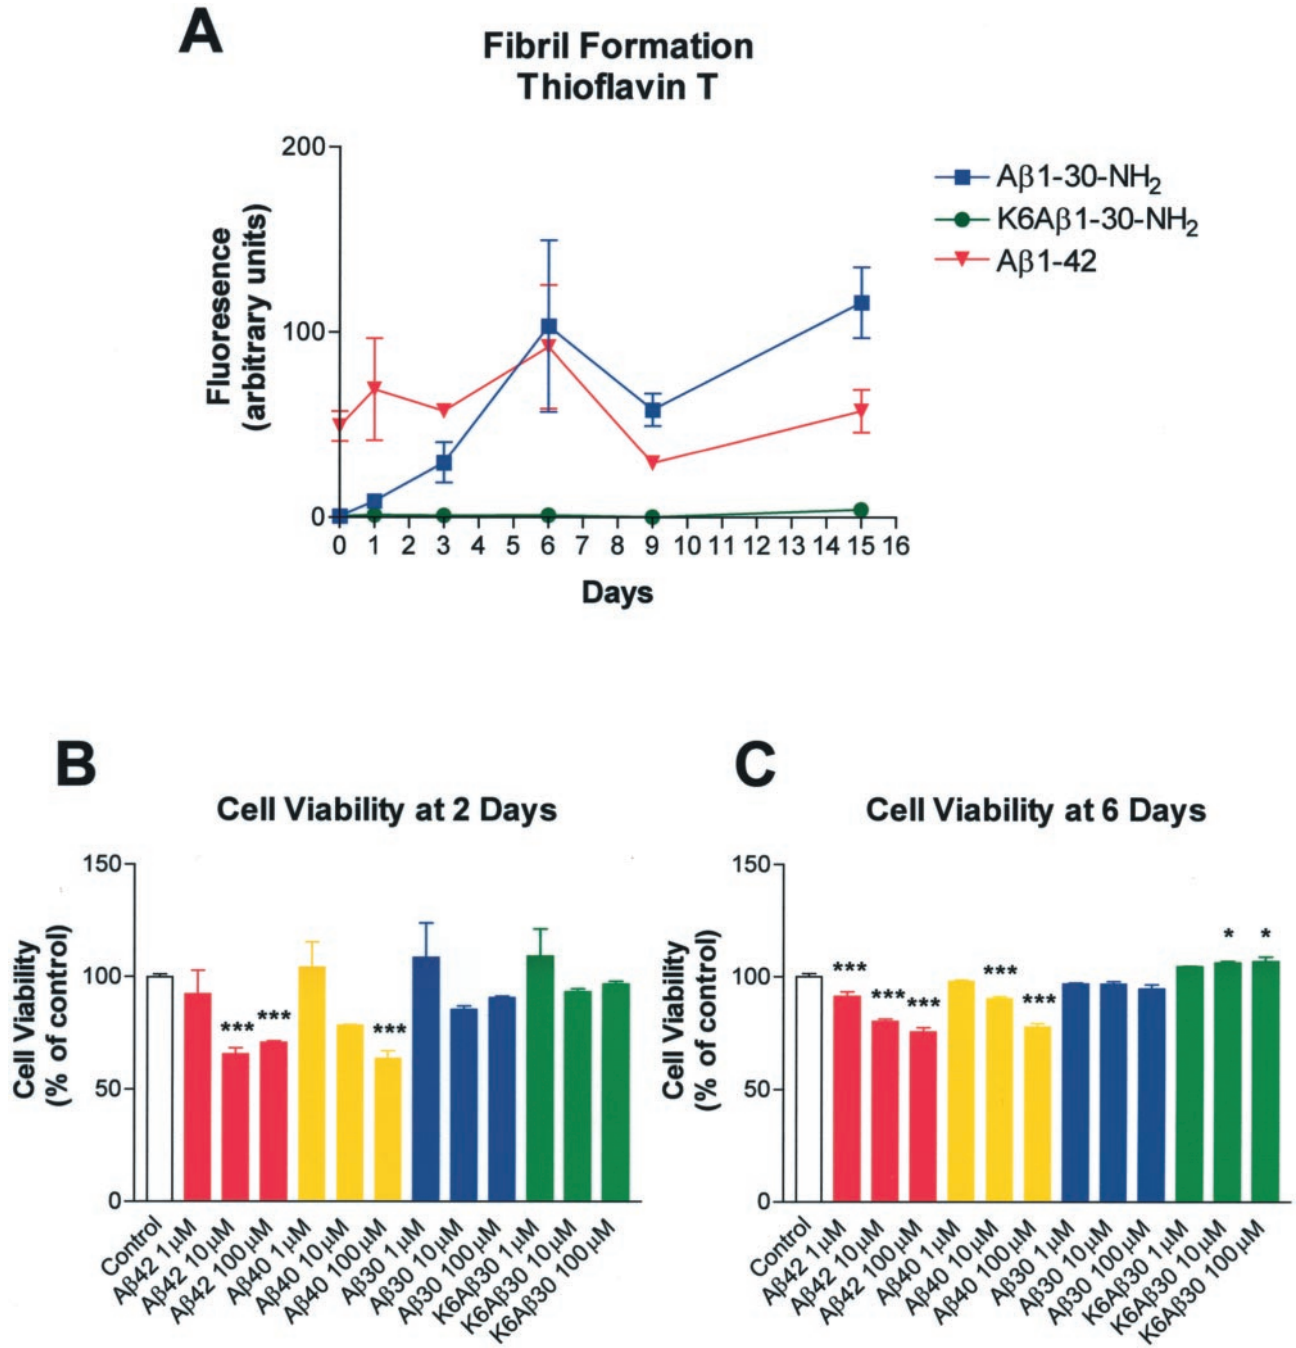 A
Fibril Formation
Thioflavin T
Fluoresence
(arbitrary units)
200
100
0
0 1 2 3 4 5 6 7 8 9 10 11 12 13 14 15 16
Days
Aβ1-30-NH2
K6Aβ1-30-NH2
Aβ1-42
B
Cell Viability at 2 Days
Cell Viability
(% of control)
150
100
50
0
*** *** ***
Control
Aβ42 1 µM
Aβ42 10 µM
Aβ42 100 µM
Aβ40 1 µM
Aβ40 10 µM
Aβ40 100 µM
Aβ30 1 µM
Aβ30 10 µM
Aβ30 100 µM
K6Aβ30 1 µM
K6Aβ30 10 µM
K6Aβ30 100 µM
C
Cell Viability at 6 Days
Cell Viability
(% of control)
150
100
50
0
*** *** *** *** *** * *
Control
Aβ42 1 µM
Aβ42 10 µM
Aβ42 100 µM
Aβ40 1 µM
Aβ40 10 µM
Aβ40 100 µM
Aβ30 1 µM
Aβ30 10 µM
Aβ30 100 µM
K6Aβ30 1 µM
K6Aβ30 10 µM
K6Aβ30 100 µM